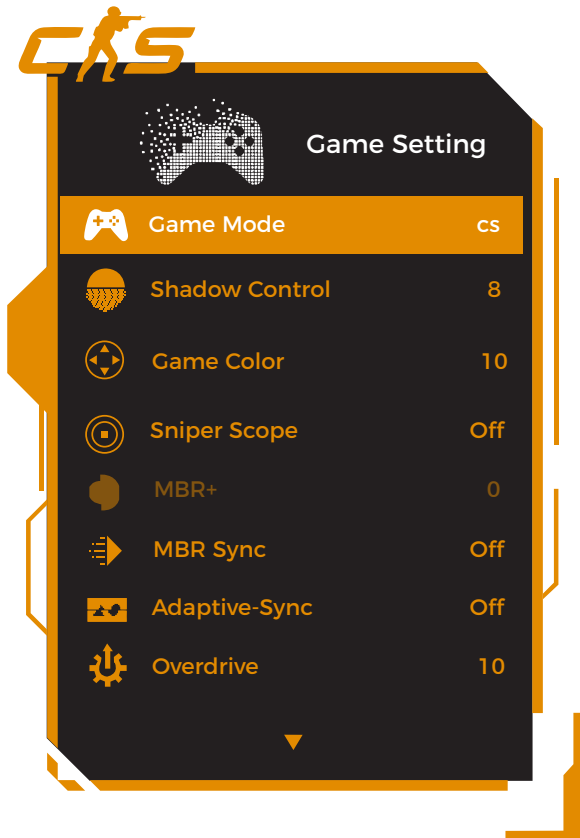 CS
Game Setting
Game Mode cs
Shadow Control 8
Game Color 10
Sniper Scope Off
MBR+ 0
MBR Sync Off
Adaptive-Sync Off
Overdrive 10